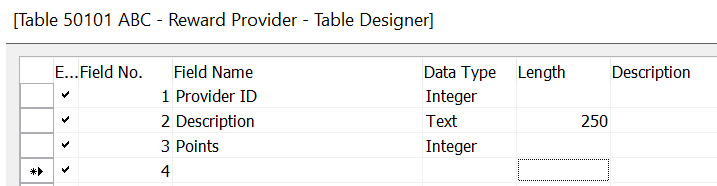 [Table 50101 ABC - Reward Provider - Table Designer]
E... Field No. Field Name Data Type Length Description
1 Provider ID Integer
2 Description Text 250
3 Points Integer
4